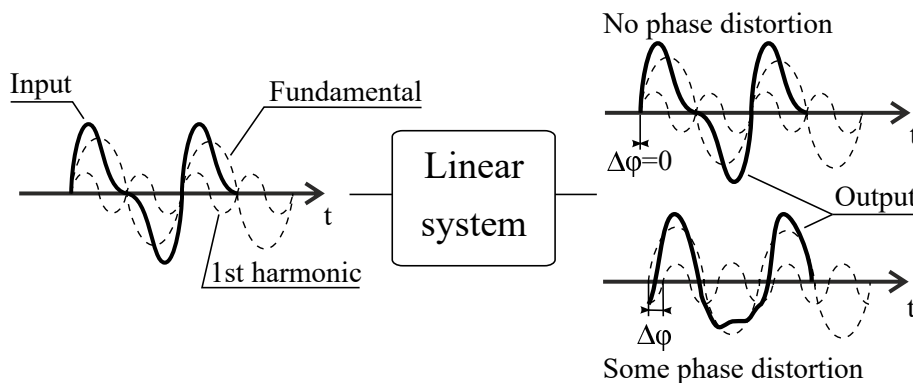 No phase distortion
Input
Fundamental
t
1st harmonic
Linear
system
t
Δφ=0
Output
t
Δφ
Some phase distortion